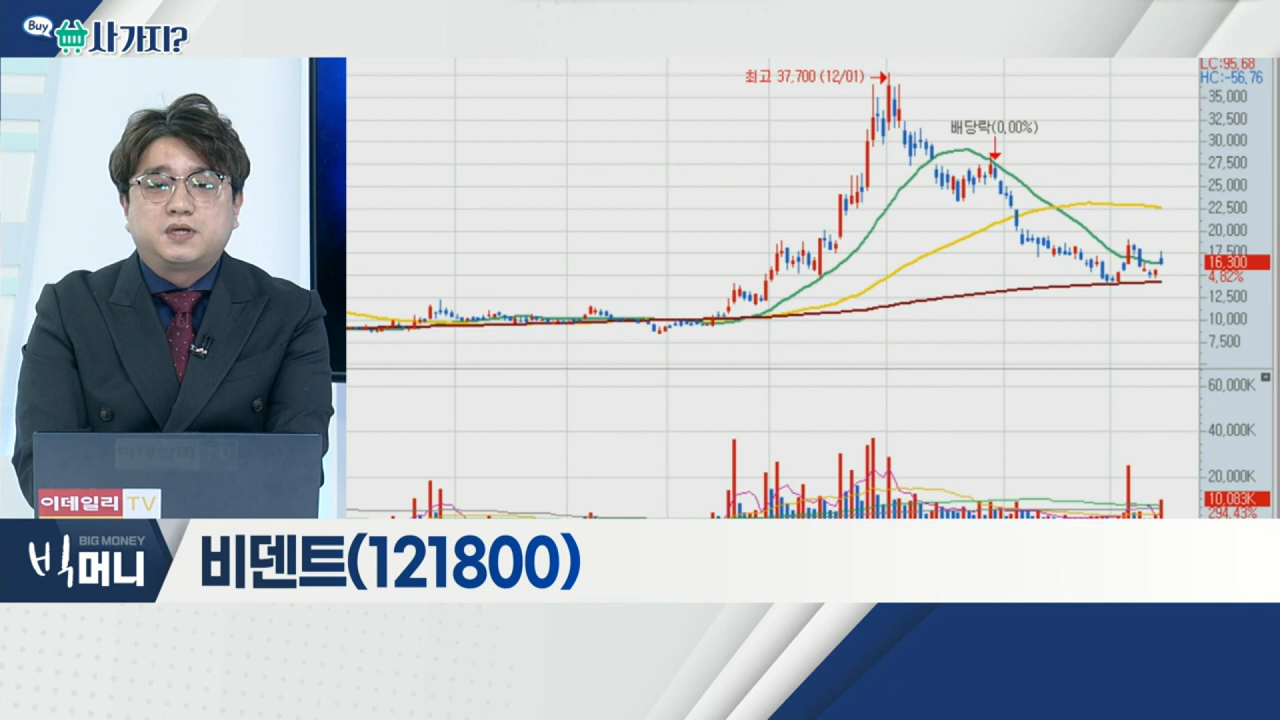 Buy
사 가지?
LC:95,68
HC:-56,76
최고 37,700 (12/01)
배당락(0,00%)
35,000
32,500
30,000
27,500
25,000
22,500
20,000
17,500
16,300
4,82%
12,500
10,000
7,500
60,000K
40,000K
20,000K
10,083K
294,43%
이데일리 TV
BIG MONEY
빅머니
비덴트(121800)